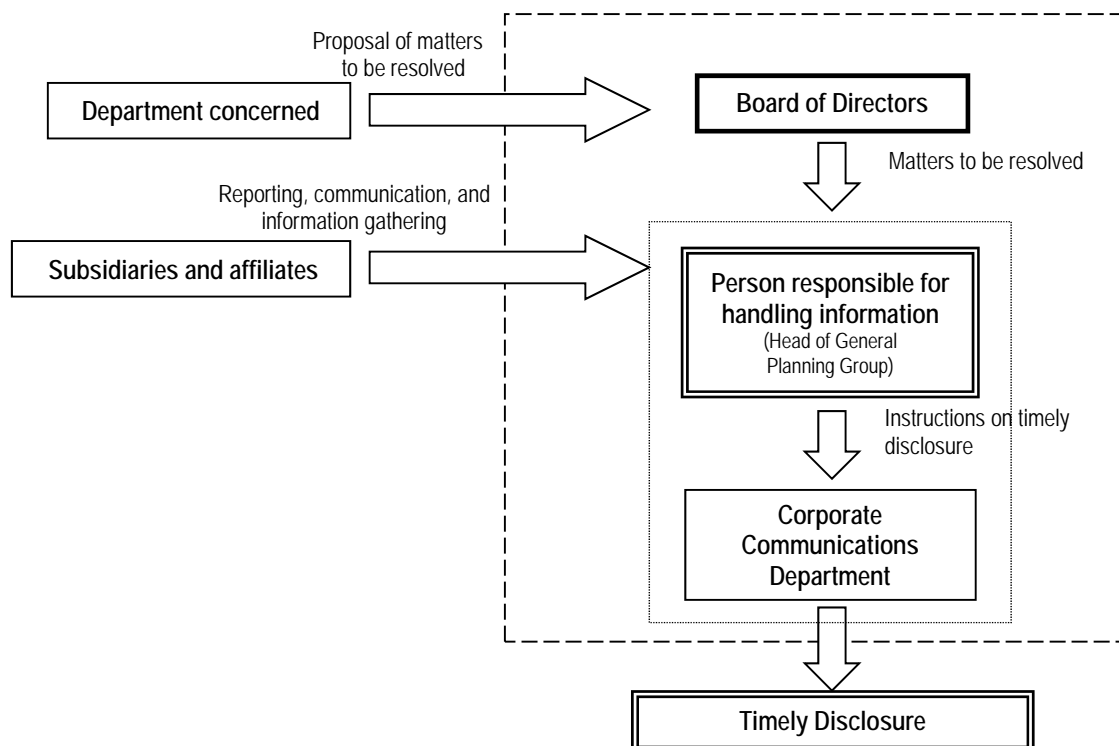 Proposal of matters
to be resolved
Department concerned
Board of Directors
Matters to be resolved
Reporting, communication, and
information gathering
Subsidiaries and affiliates
Person responsible for
handling information
(Head of General
Planning Group)
Instructions on timely
disclosure
Corporate
Communications
Department
Timely Disclosure